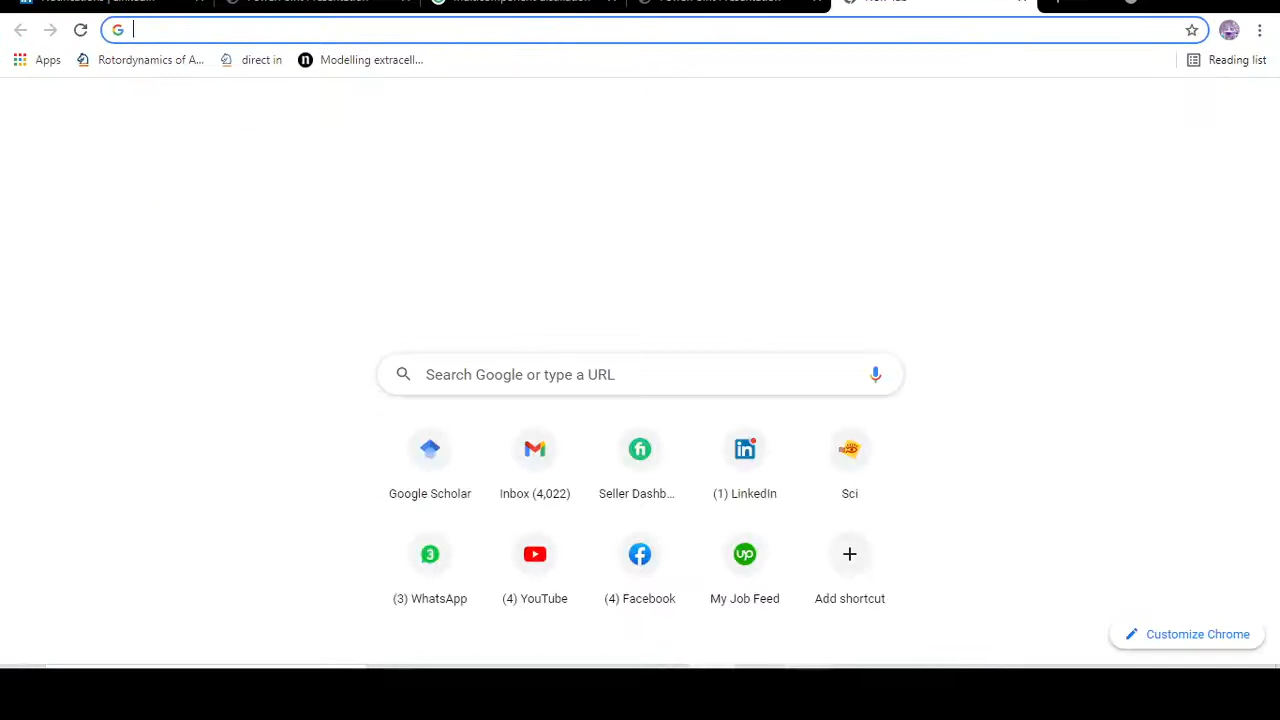 Apps
Rotordynamics of A...
direct in
Modelling extracell...
Reading list
Search Google or type a URL
Google Scholar
Inbox (4,022)
Seller Dashb...
(1) LinkedIn
Sci
(3) WhatsApp
(4) YouTube
(4) Facebook
My Job Feed
Add shortcut
Customize Chrome